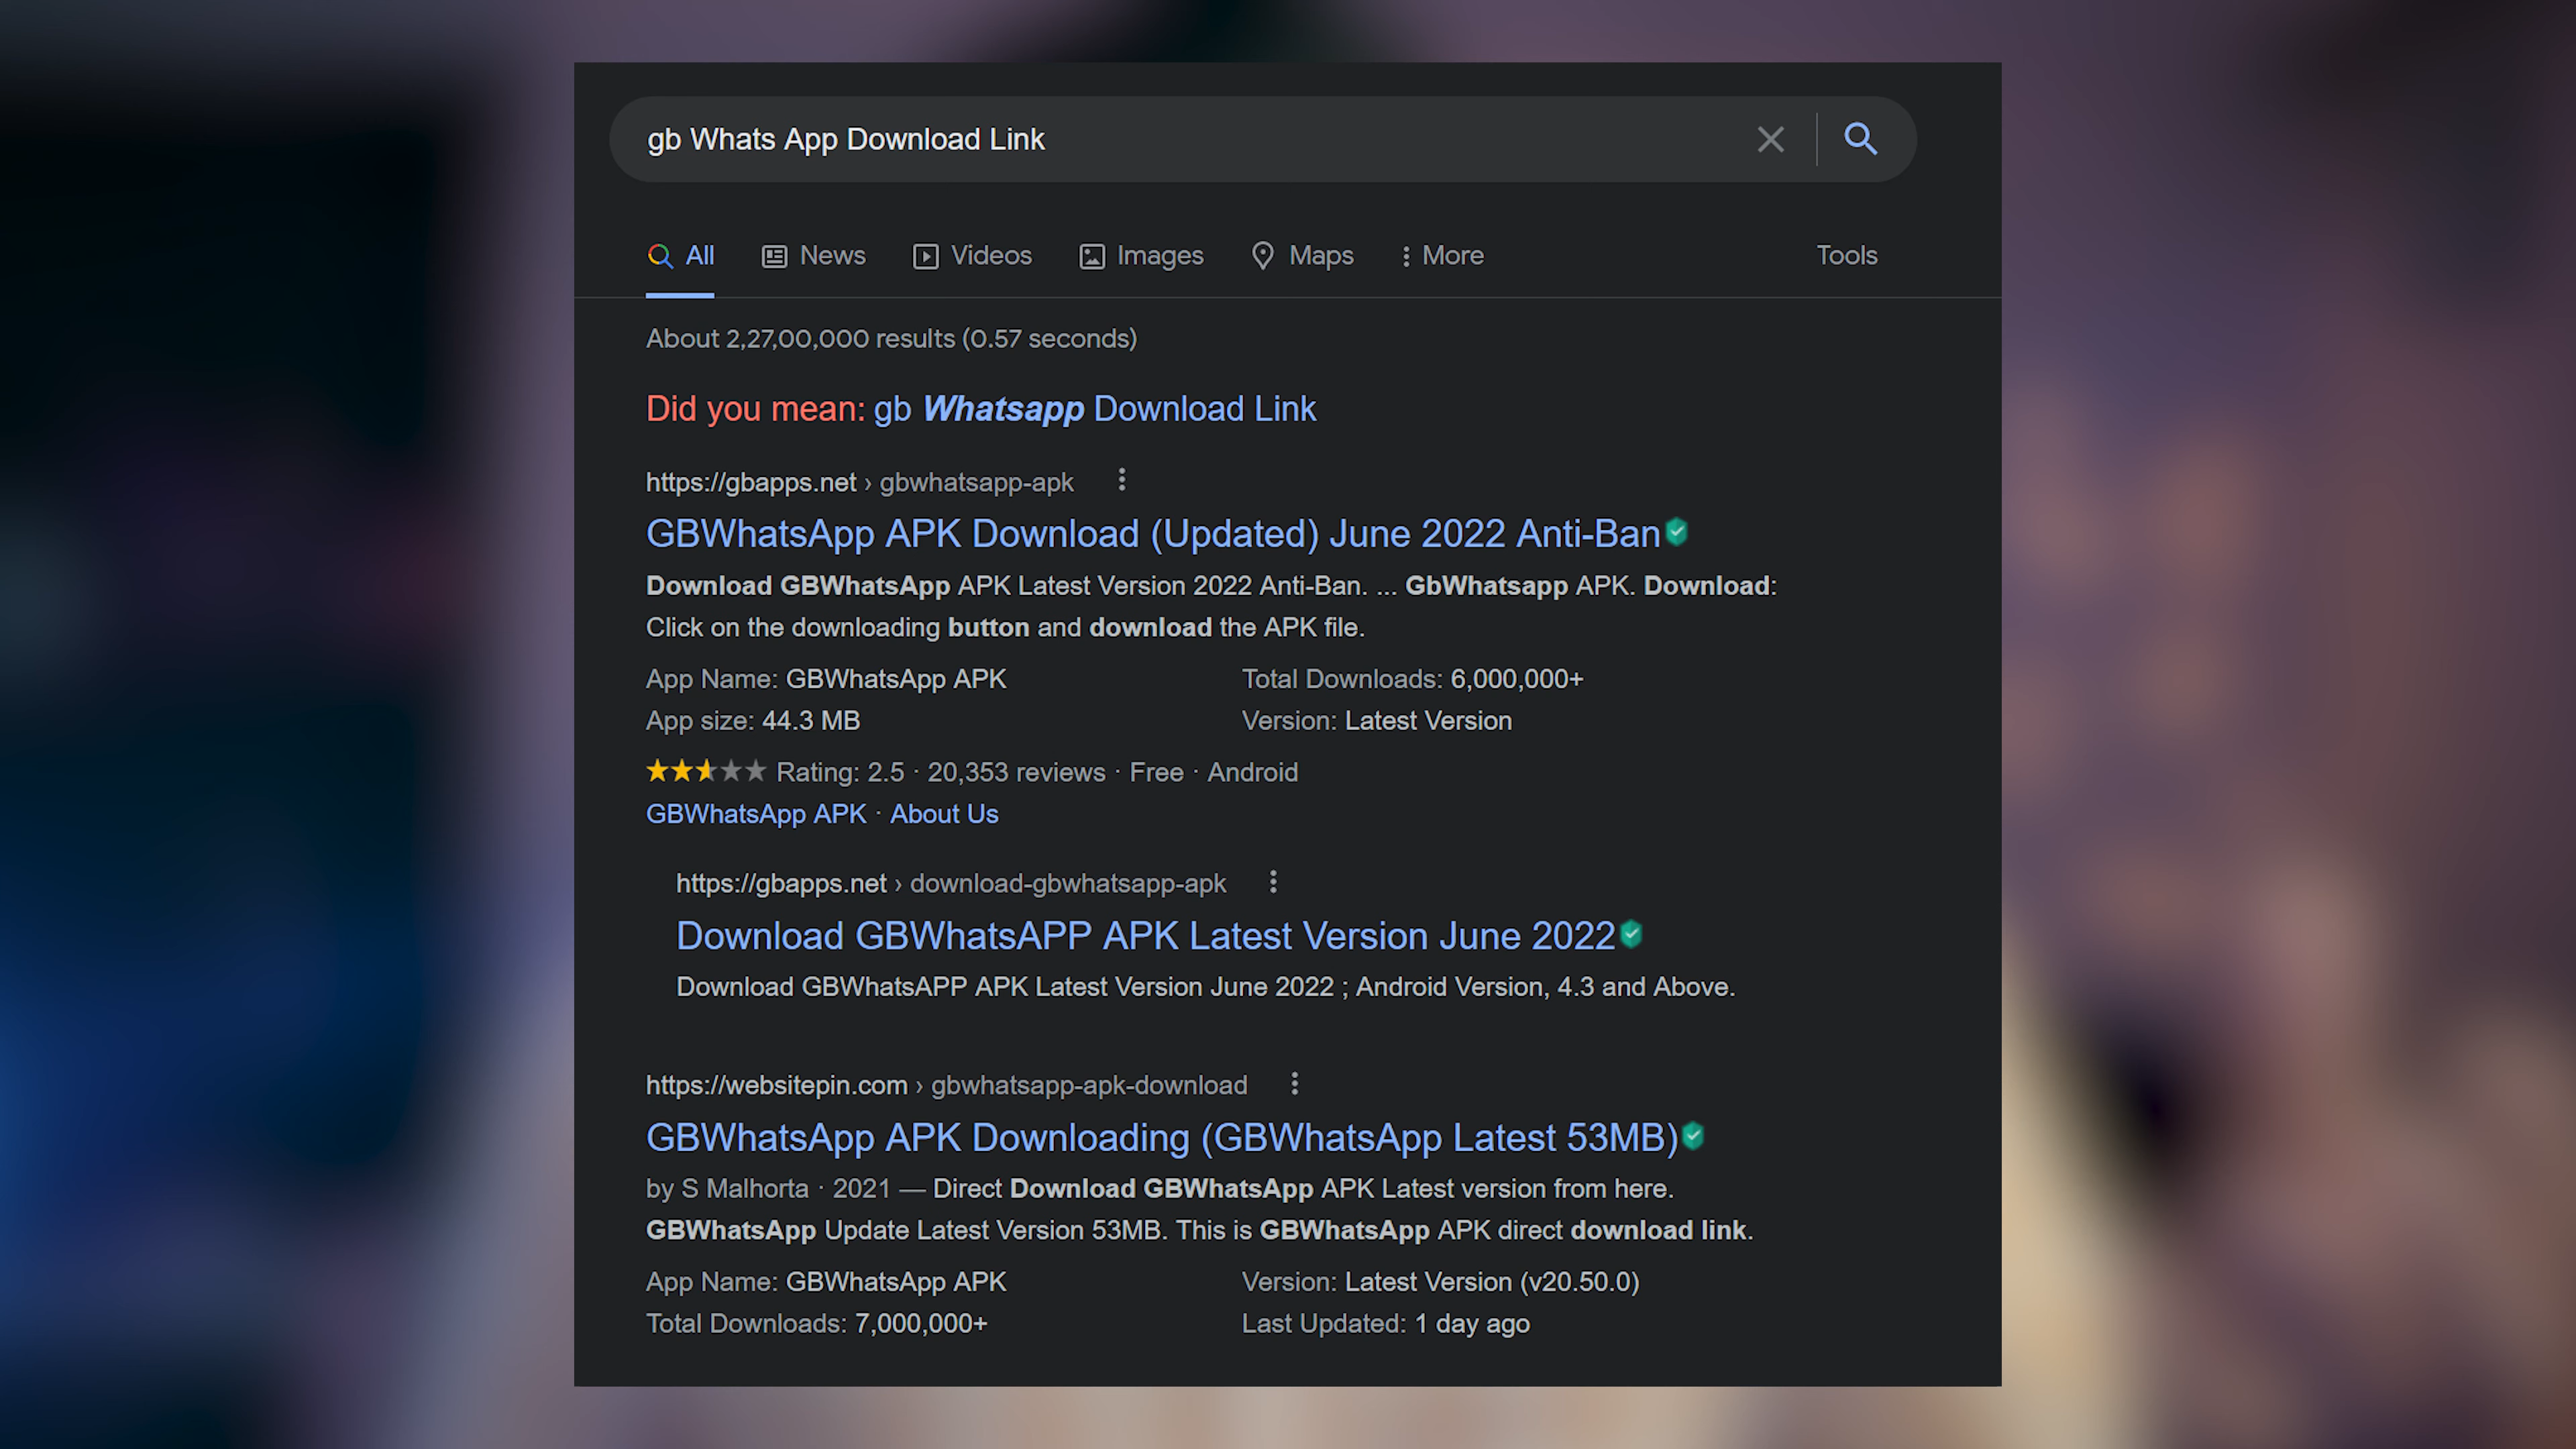 gb Whats App Download Link
All News Videos Images Maps More Tools
About 2,27,00,000 results (0.57 seconds)
Did you mean: gb Whatsapp Download Link
https://gbapps.net › gbwhatsapp-apk
GBWhatsApp APK Download (Updated) June 2022 Anti-Ban
Download GBWhatsApp APK Latest Version 2022 Anti-Ban. ... GbWhatsapp APK. Download:
Click on the downloading button and download the APK file.
App Name: GBWhatsApp APK Total Downloads: 6,000,000+
App size: 44.3 MB Version: Latest Version
Rating: 2.5 · 20,353 reviews · Free · Android
GBWhatsApp APK · About Us
https://gbapps.net › download-gbwhatsapp-apk
Download GBWhatsAPP APK Latest Version June 2022
Download GBWhatsAPP APK Latest Version June 2022 ; Android Version, 4.3 and Above.
https://websitepin.com › gbwhatsapp-apk-download
GBWhatsApp APK Downloading (GBWhatsApp Latest 53MB)
by S Malhorta · 2021 — Direct Download GBWhatsApp APK Latest version from here.
GBWhatsApp Update Latest Version 53MB. This is GBWhatsApp APK direct download link.
App Name: GBWhatsApp APK Version: Latest Version (v20.50.0)
Total Downloads: 7,000,000+ Last Updated: 1 day ago